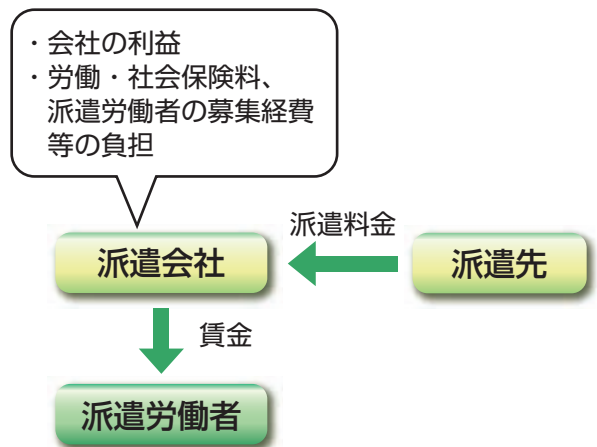 ・会社の利益
・労働・社会保険料、
派遣労働者の募集経費
等の負担
派遣料金
派遣会社
派遣先
賃金
派遣労働者